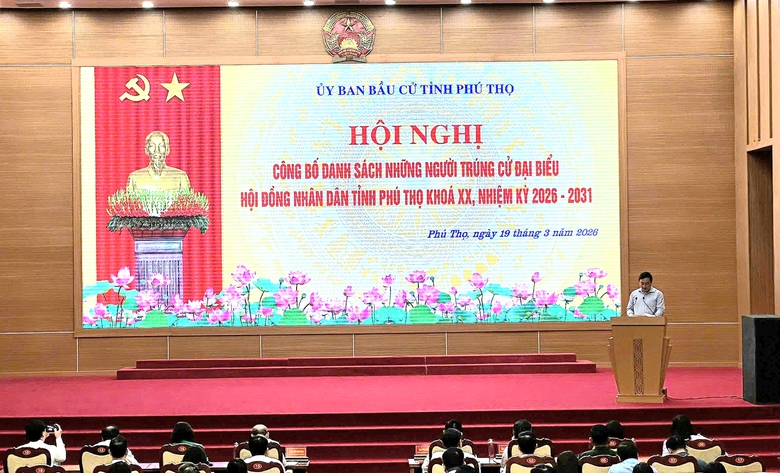 ỦY BAN BẦU CỬ TỈNH PHÚ THỌ
HỘI NGHỊ
CÔNG BỐ DANH SÁCH NHỮNG NGƯỜI TRÚNG CỬ ĐẠI BIỂU
HỘI ĐỒNG NHÂN DÂN TỈNH PHÚ THỌ KHOÁ XX, NHIỆM KỲ 2026 - 2031
Phú Thọ, ngày 19 tháng 3 năm 2026